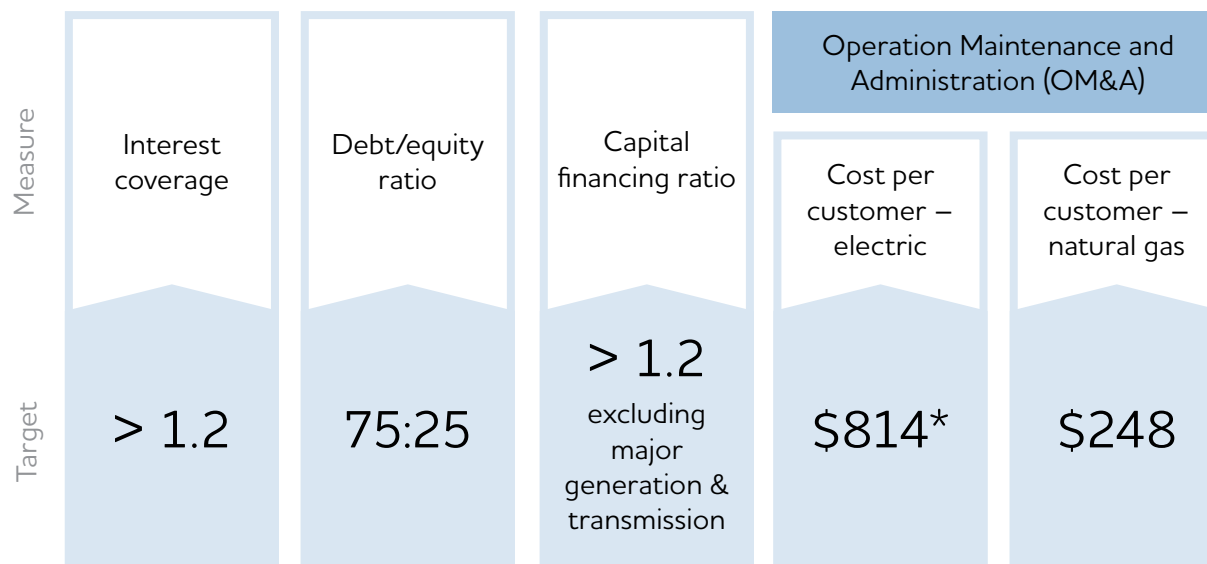 Measure
Interest
coverage
Debt/equity
ratio
Capital
financing ratio
Operation Maintenance and
Administration (OM&A)
Cost per
customer –
electric
Cost per
customer –
natural gas
Target
> 1.2
75:25
> 1.2
excluding
major
generation &
transmission
$814*
$248